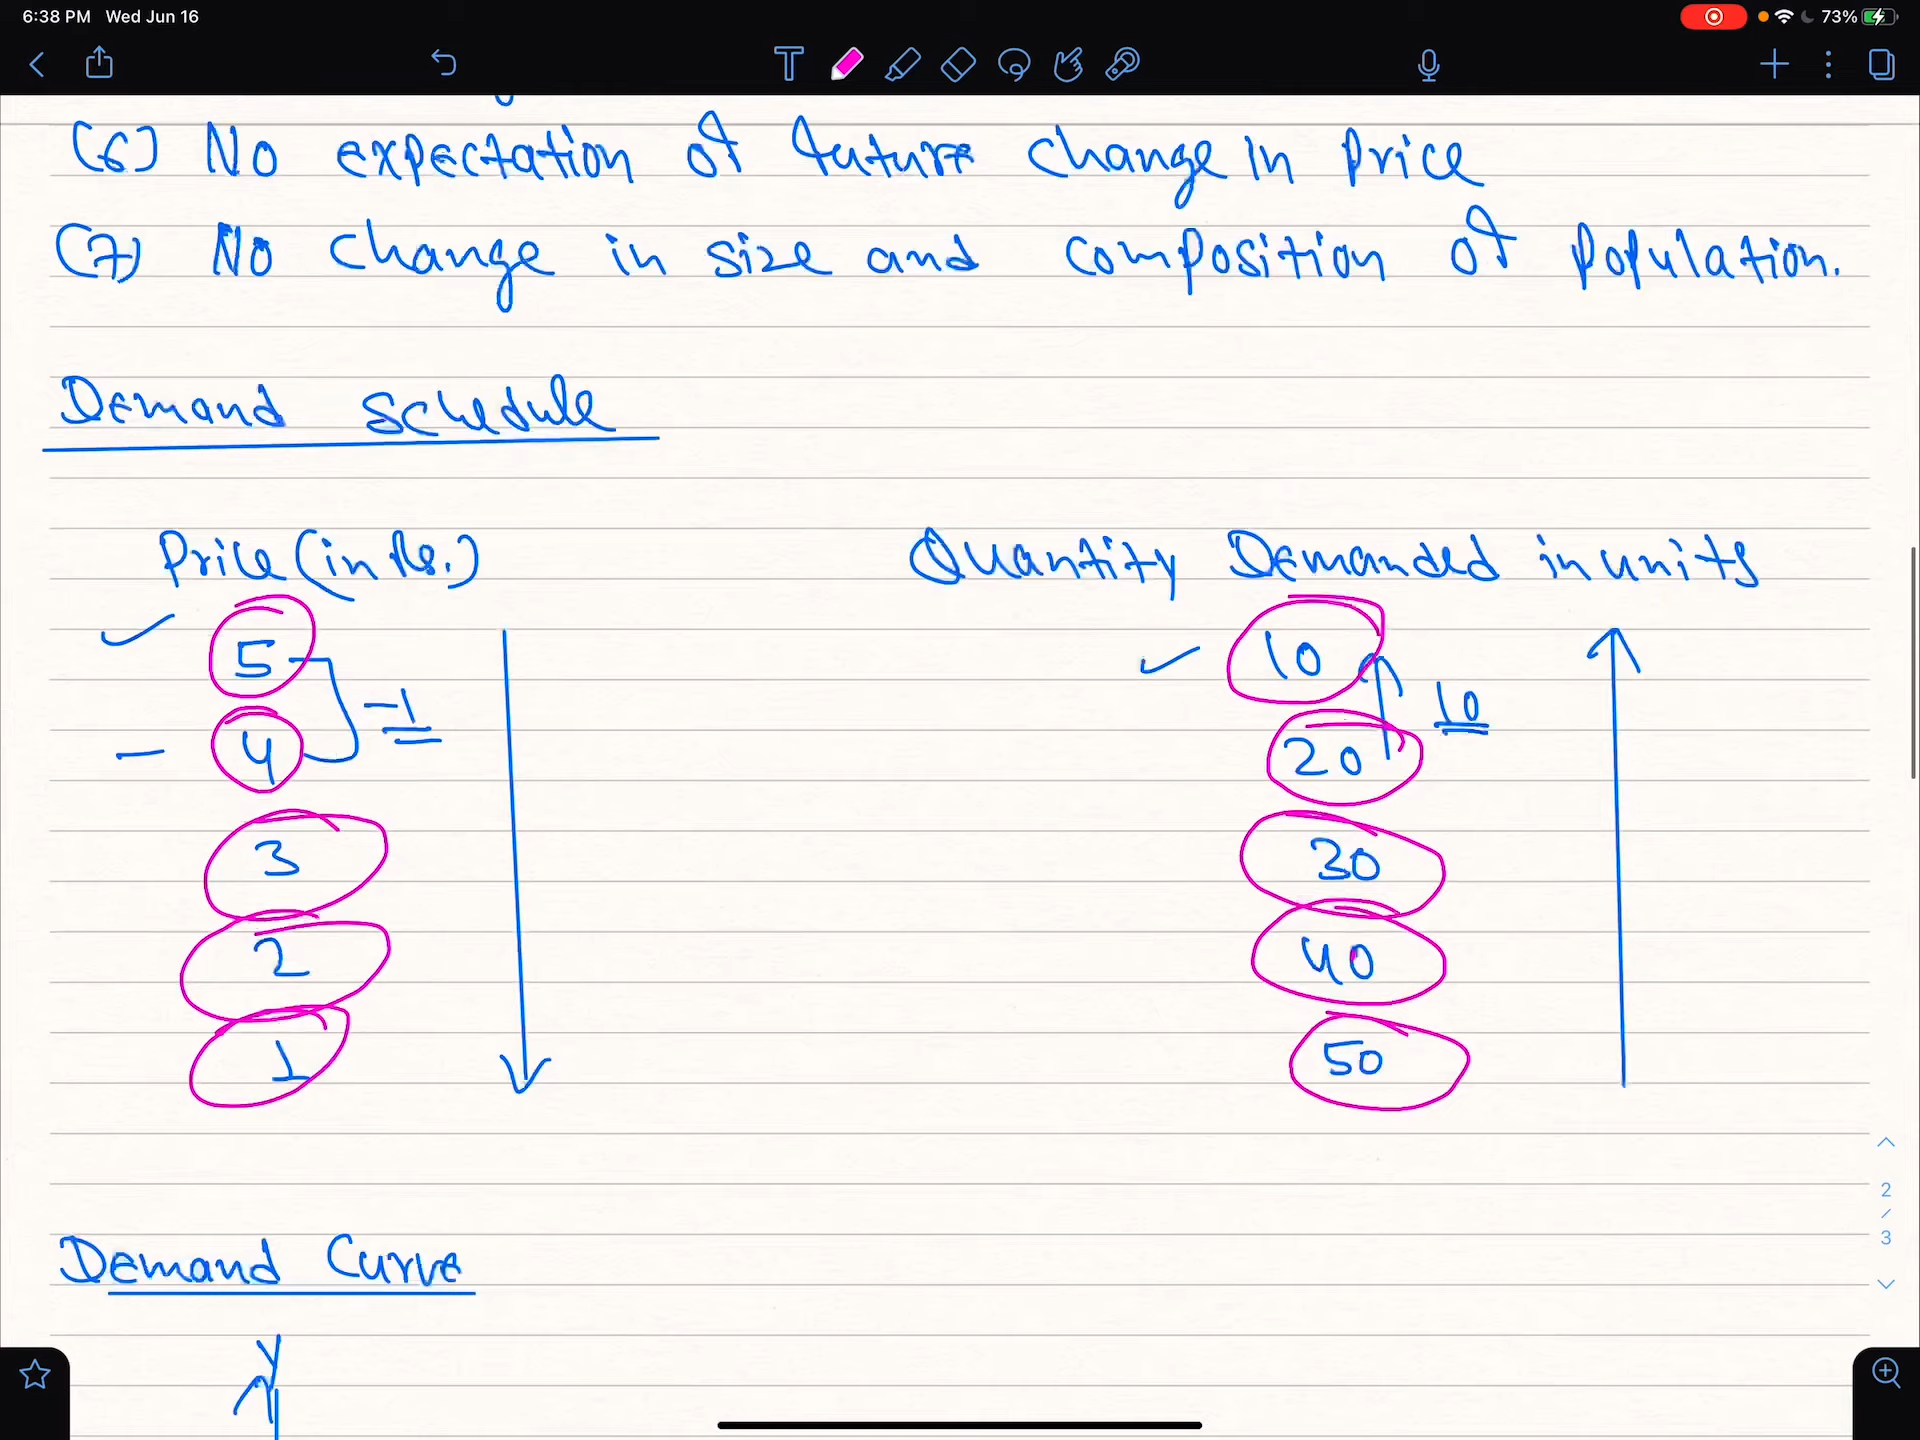 6:38 PM Wed Jun 16
73%
(6) No expectation of future change in price
(7) No change in size and composition of population.
Demand Schedule
Price (in Rs.) Quantity Demanded in units
5 10
-1 10
4 20
3 30
2 40
1 50
2
/
3
Demand Curve
Y